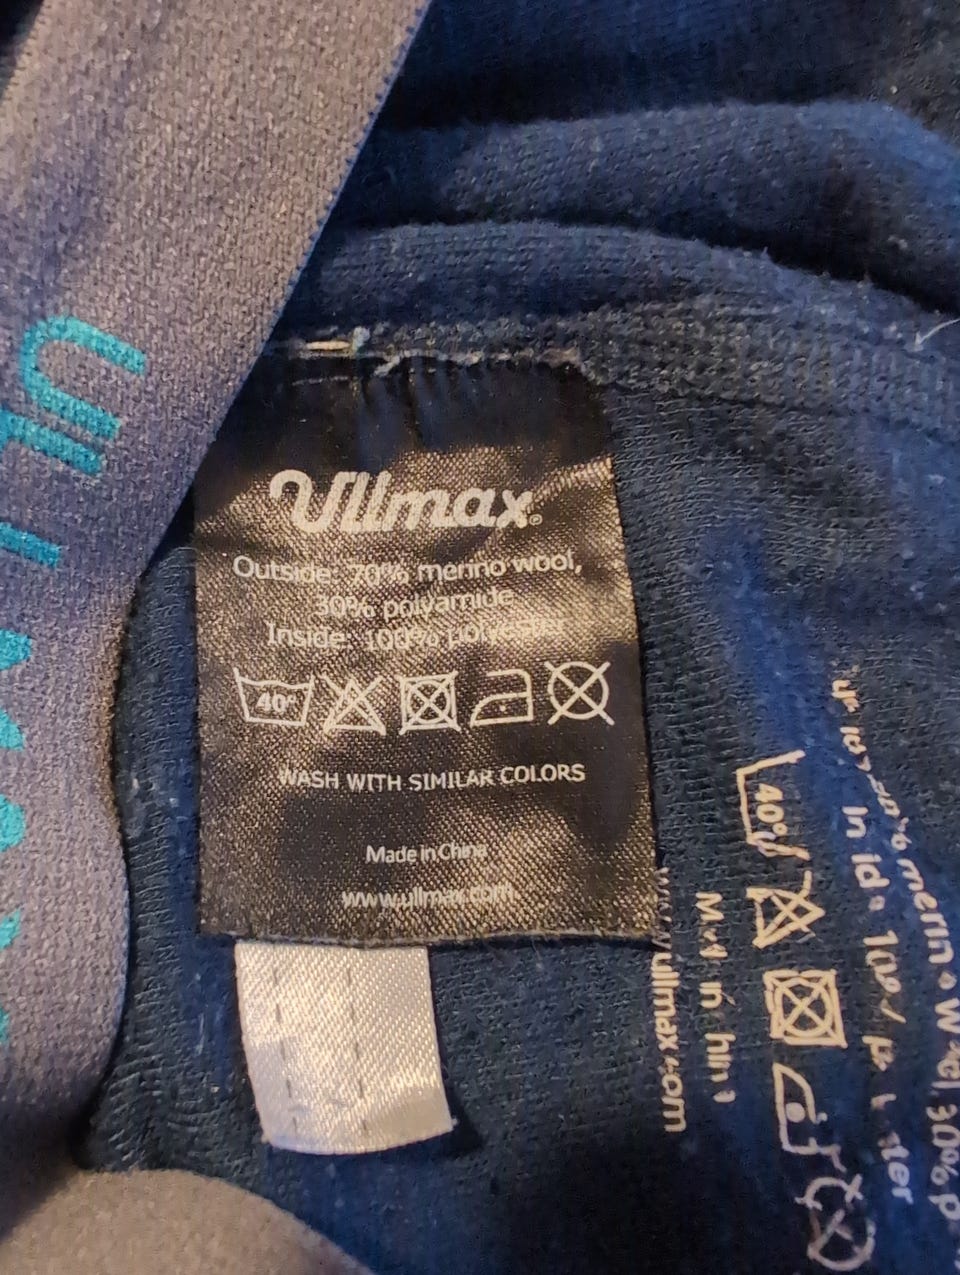 Ullmax®
Outside: 70% merino wool,
30% polyamide
Inside: 100% polyester
40°
WASH WITH SIMILAR COLORS
Made in China
www.ullmax.com
40°
ullmax.com